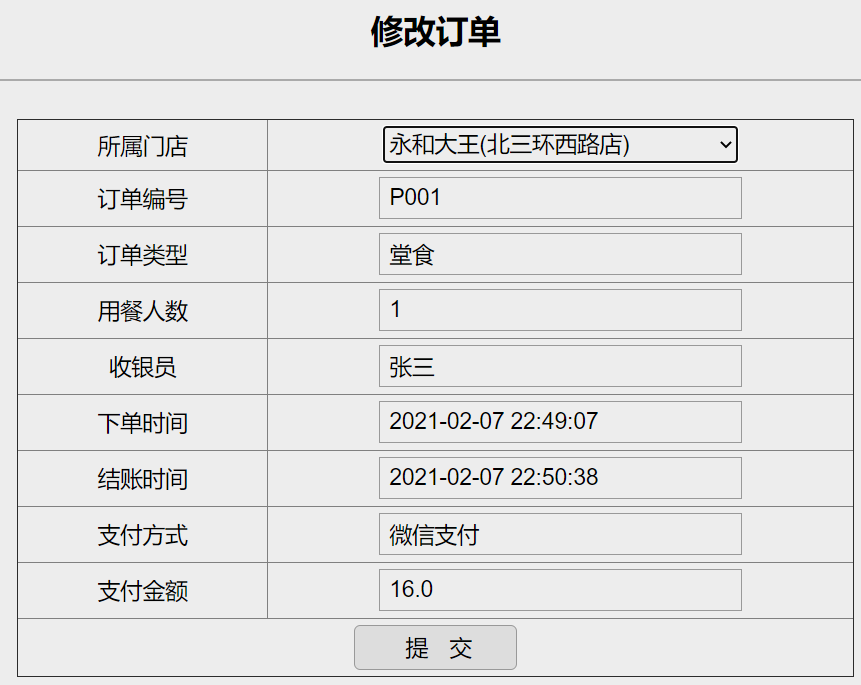 修改订单
所属门店 永和大王(北三环西路店)
订单编号 P001
订单类型 堂食
用餐人数 1
收银员 张三
下单时间 2021-02-07 22:49:07
结账时间 2021-02-07 22:50:38
支付方式 微信支付
支付金额 16.0
提 交